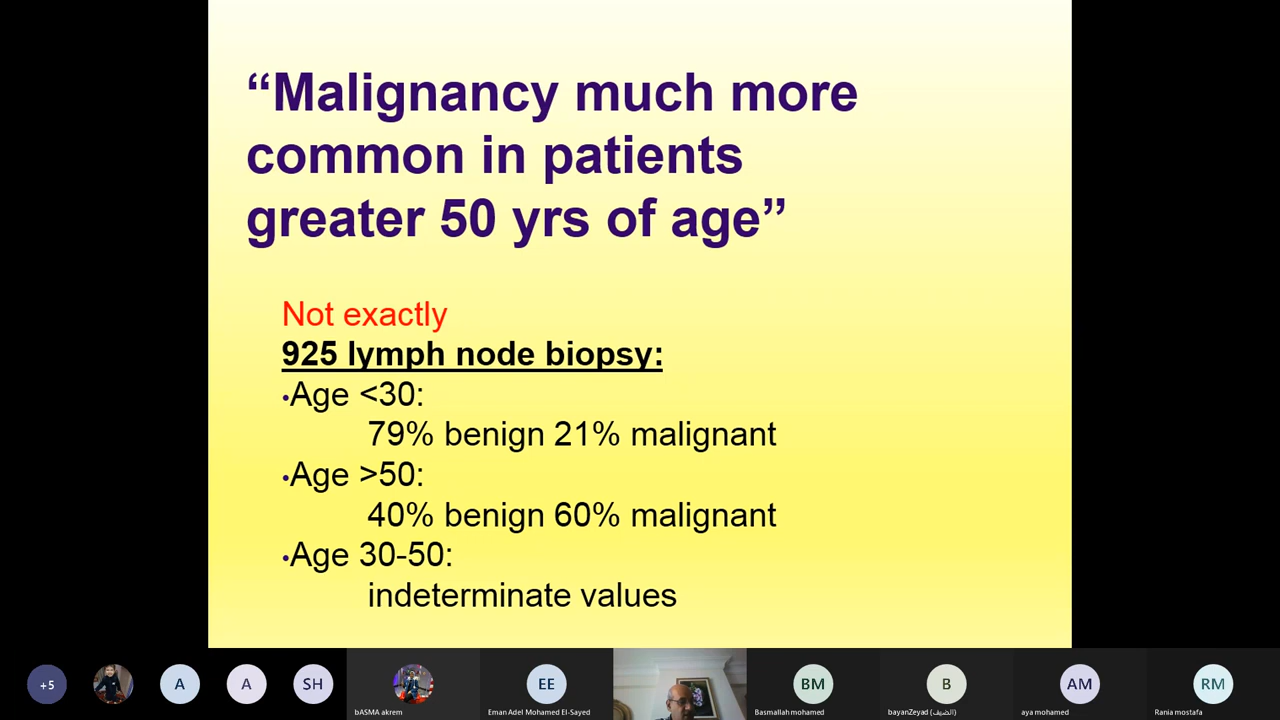 “Malignancy much more
common in patients
greater 50 yrs of age”
Not exactly
925 lymph node biopsy:
•Age <30:
79% benign 21% malignant
•Age >50:
40% benign 60% malignant
•Age 30-50:
indeterminate values
+5
A
A
SH
bASMA akrem
EE
Eman Adel Mohamed El-Sayed
BM
Basmallah mohamed
B
bayanZeyad (الضيف)
AM
aya mohamed
RM
Rania mostafa